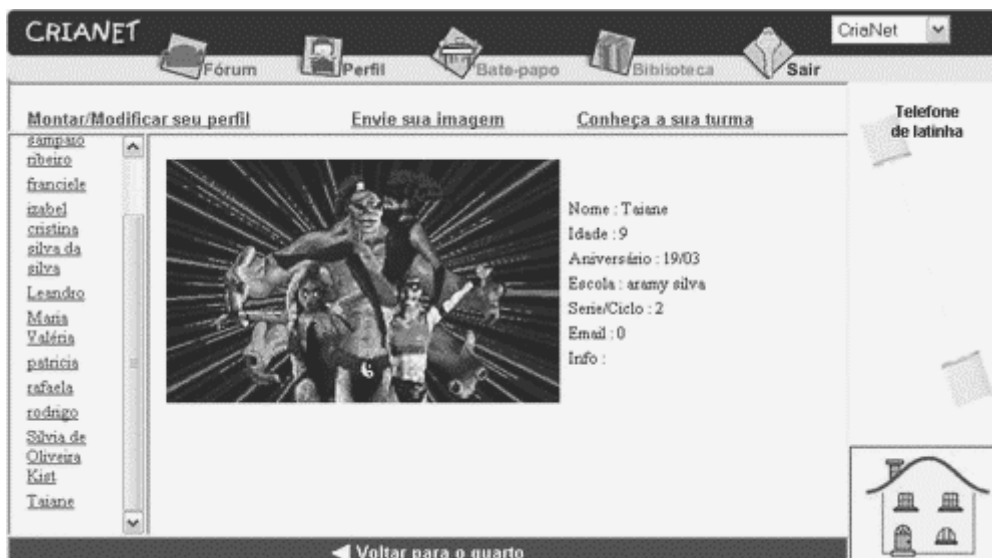 CRIANET
CriaNet
Fórum
Perfil
Bate-papo
Biblioteca
Sair
Montar/Modificar seu perfil
Envie sua imagem
Conheça a sua turma
Telefone
de latinha
sampaio
ribeiro
franciele
izabel
cristina
silva da
silva
Leandro
Maria
Valéria
patricia
rafaela
rodrigo
Silvia de
Oliveira
Kist
Taiane
Nome : Taiane
Idade : 9
Aniversário : 19/03
Escola : aramy silva
Serie/Ciclo : 2
Email : 0
Info :
Voltar para o quarto